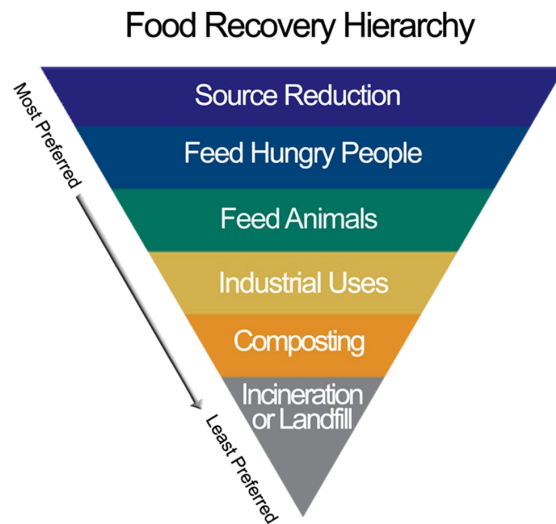 Food Recovery Hierarchy
Most Preferred
Source Reduction
Feed Hungry People
Feed Animals
Industrial Uses
Composting
Incineration
or Landfill
Least Preferred